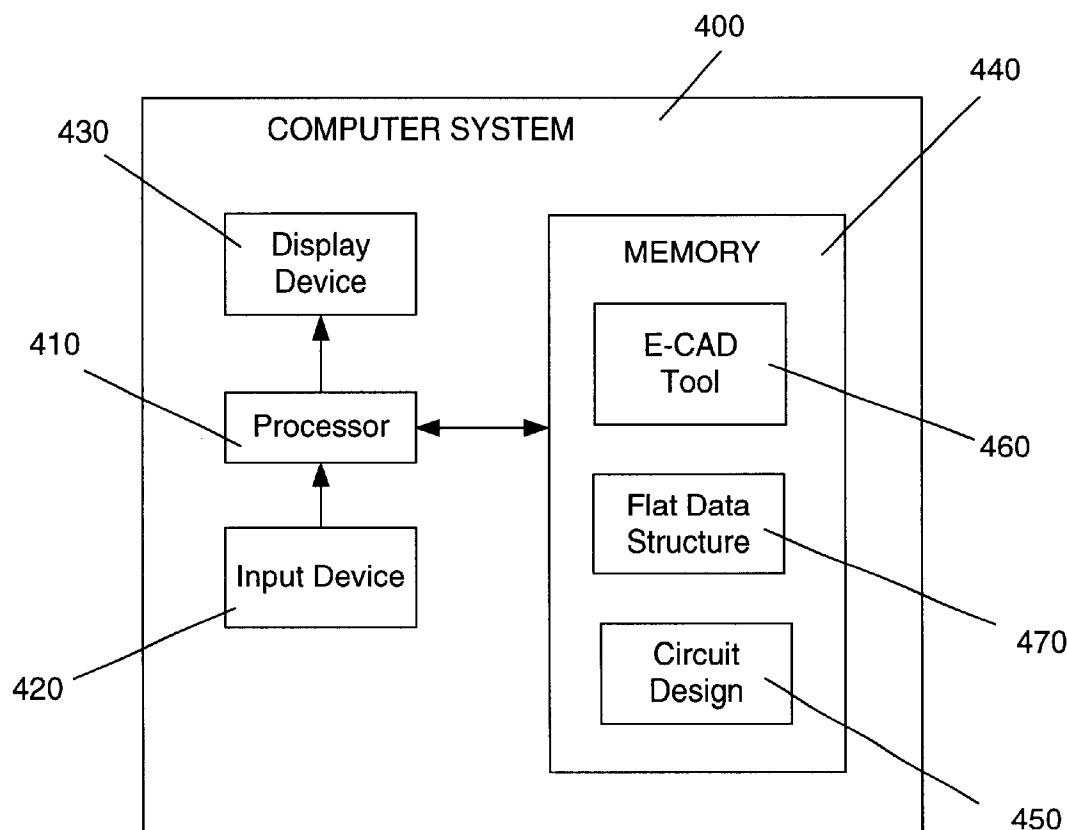 400
440
COMPUTER SYSTEM
430
Display
Device
MEMORY
E-CAD
Tool
410
Processor
460
Flat Data
Structure
Input Device
470
Circuit
Design
420
450